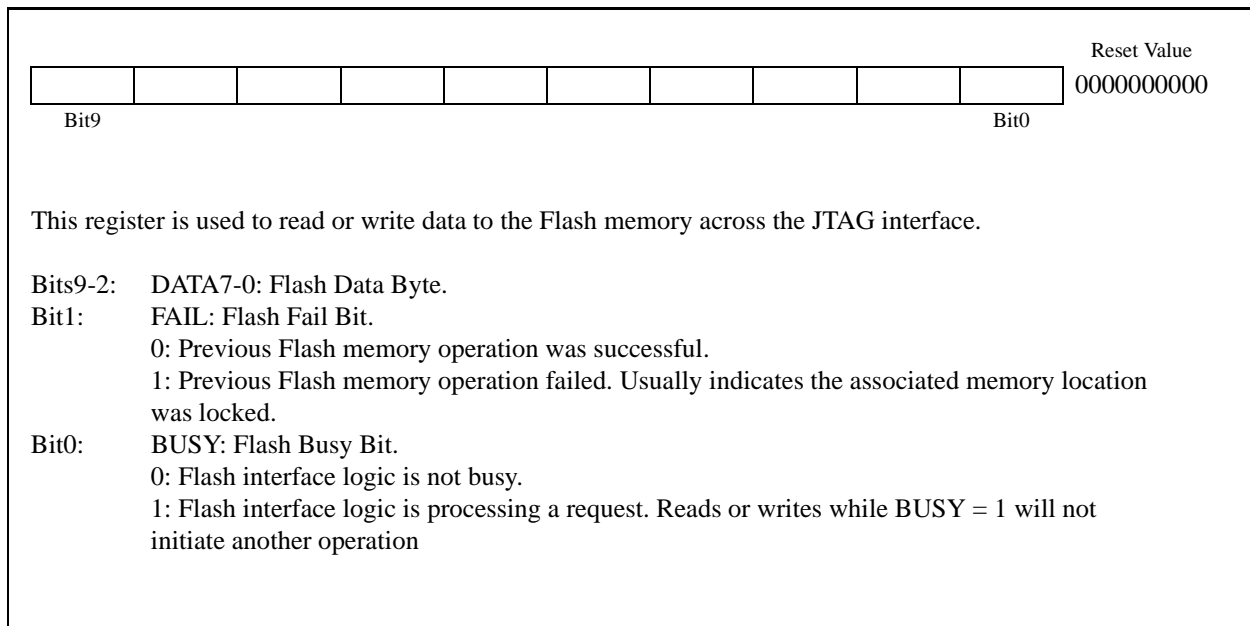 Reset Value
0000000000
Bit9
Bit0
This register is used to read or write data to the Flash memory across the JTAG interface.
Bits9-2: DATA7-0: Flash Data Byte.
Bit1: FAIL: Flash Fail Bit.
0: Previous Flash memory operation was successful.
1: Previous Flash memory operation failed. Usually indicates the associated memory location
was locked.
Bit0: BUSY: Flash Busy Bit.
0: Flash interface logic is not busy.
1: Flash interface logic is processing a request. Reads or writes while BUSY = 1 will not
initiate another operation